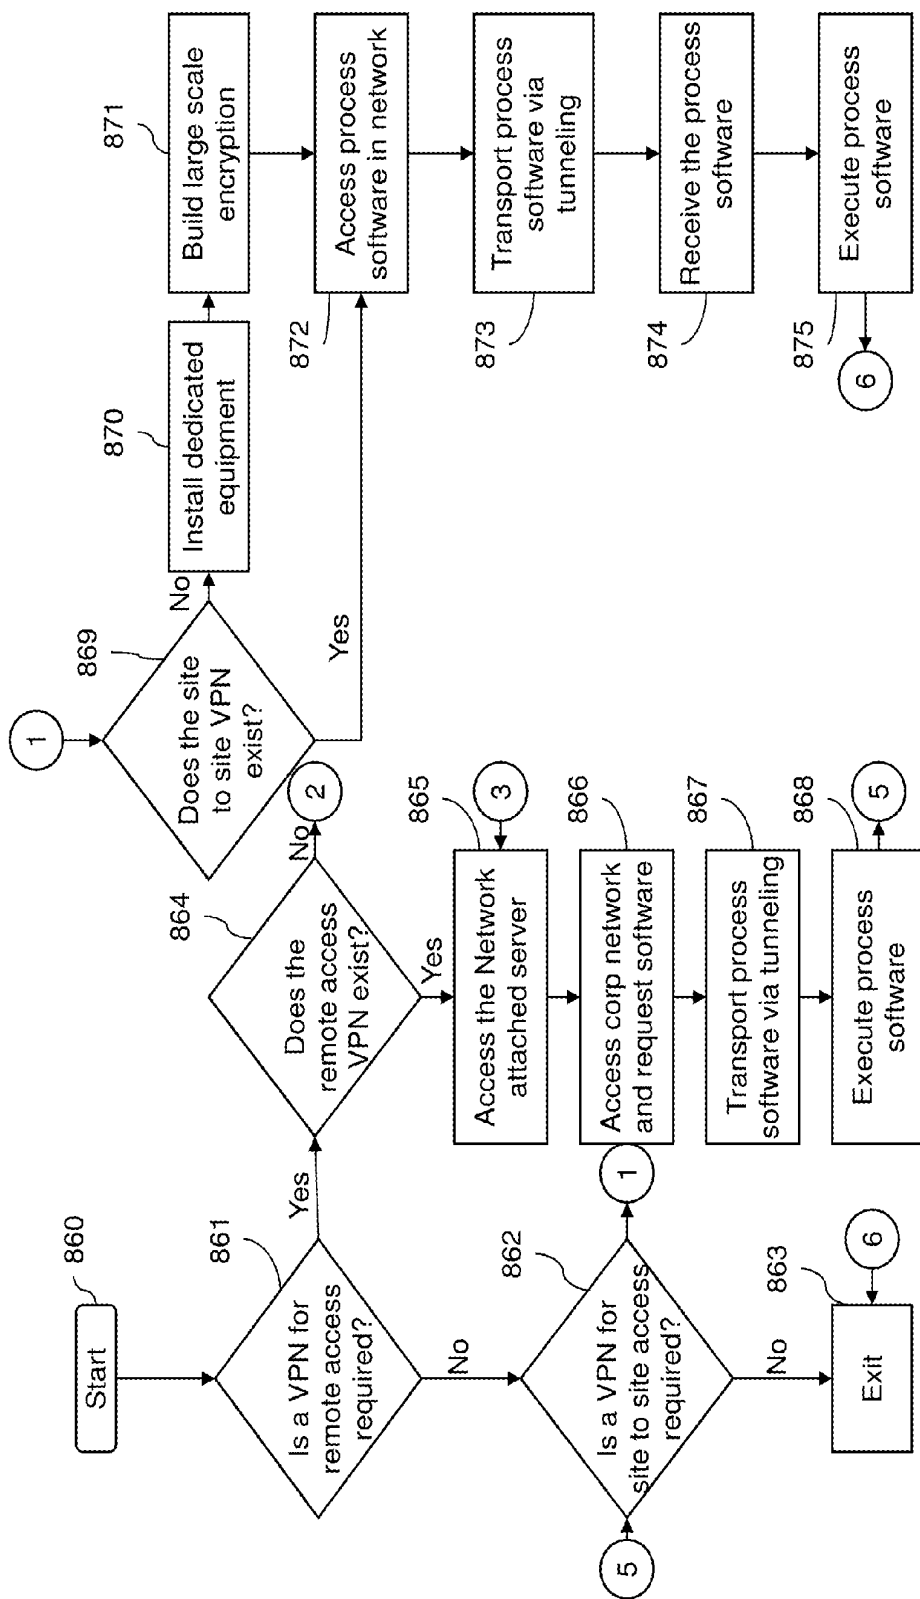 860
Start
861
Is a VPN for
remote access
required?
Yes
No
862
Is a VPN for
site to site access
required?
5
1
No
863
Exit
6
864
Does the
remote access
VPN exist?
No
2
Yes
865
Access the Network
attached server
3
866
Access corp network
and request software
867
Transport process
software via tunneling
868
Execute process
software
5
1
869
Does the site
to site VPN
exist?
No
Yes
870
Install dedicated
equipment
871
Build large scale
encryption
872
Access process
software in network
873
Transport process
software via
tunneling
874
Receive the process
software
875
Execute process
software
6